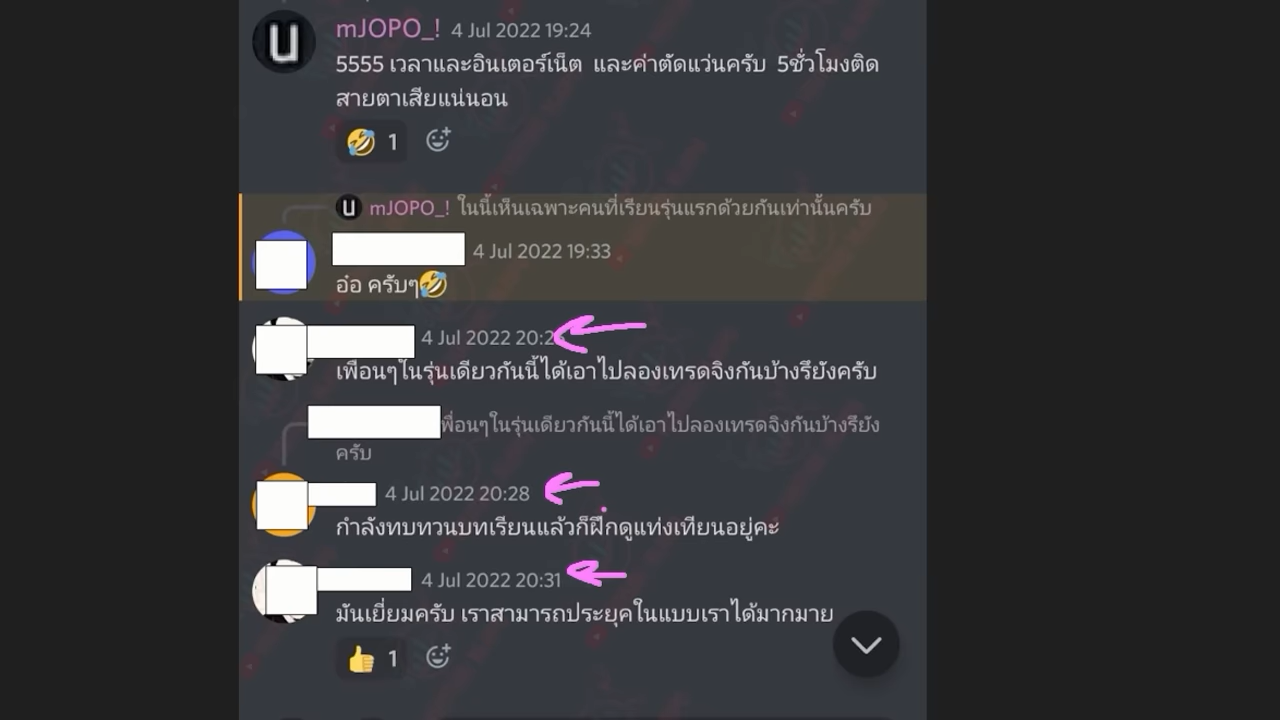 mJOPO_! 4 Jul 2022 19:24
5555 เวลาและอินเตอร์เน็ต และค่าตัดแว่นครับ 5ชั่วโมงติด
สายตาเสียแน่นอน
🤣 1
mJOPO_! ในนี้เห็นเฉพาะคนที่เรียนรุ่นแรกด้วยกันเท่านั้นครับ
4 Jul 2022 19:33
อ๋อ ครับๆ🤣
4 Jul 2022
เพื่อนๆในรุ่นเดียวกันนี้ได้เอาไปลองเทรดจิงกันบ้างรึยังครับ
พื่อนๆในรุ่นเดียวกันนี้ได้เอาไปลองเทรดจิงกันบ้างรึยัง
ครับ
4 Jul 2022 20:28
กำลังทบทวนบทเรียนแล้วก็ฝึกดูแท่งเทียนอยู่คะ
4 Jul 2022 20:31
มันเยี่ยมครับ เราสามารถประยุคในแบบเราได้มากมาย
👍 1